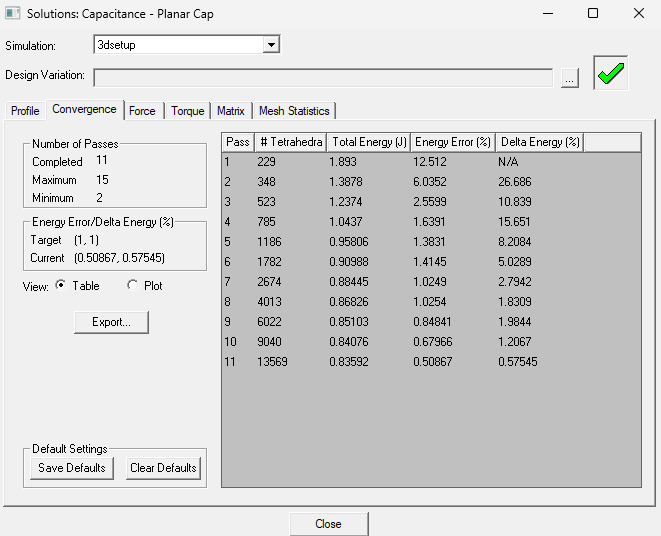 Solutions: Capacitance - Planar Cap
Simulation: 3dsetup
Design Variation: ...
Profile Convergence Force Torque Matrix Mesh Statistics
Number of Passes
Completed 11
Maximum 15
Minimum 2
Energy Error/Delta Energy (%)
Target (1, 1)
Current (0.50867, 0.57545)
View: Table Plot
Export...
Default Settings
Save Defaults Clear Defaults
Pass # Tetrahedra Total Energy (J) Energy Error (%) Delta Energy (%)
1 229 1.893 12.512 N/A
2 348 1.3878 6.0352 26.686
3 523 1.2374 2.5599 10.839
4 785 1.0437 1.6391 15.651
5 1186 0.95806 1.3831 8.2084
6 1782 0.90988 1.4145 5.0289
7 2674 0.88445 1.0249 2.7942
8 4013 0.86826 1.0254 1.8309
9 6022 0.85103 0.84841 1.9844
10 9040 0.84076 0.67966 1.2067
11 13569 0.83592 0.50867 0.57545
Close